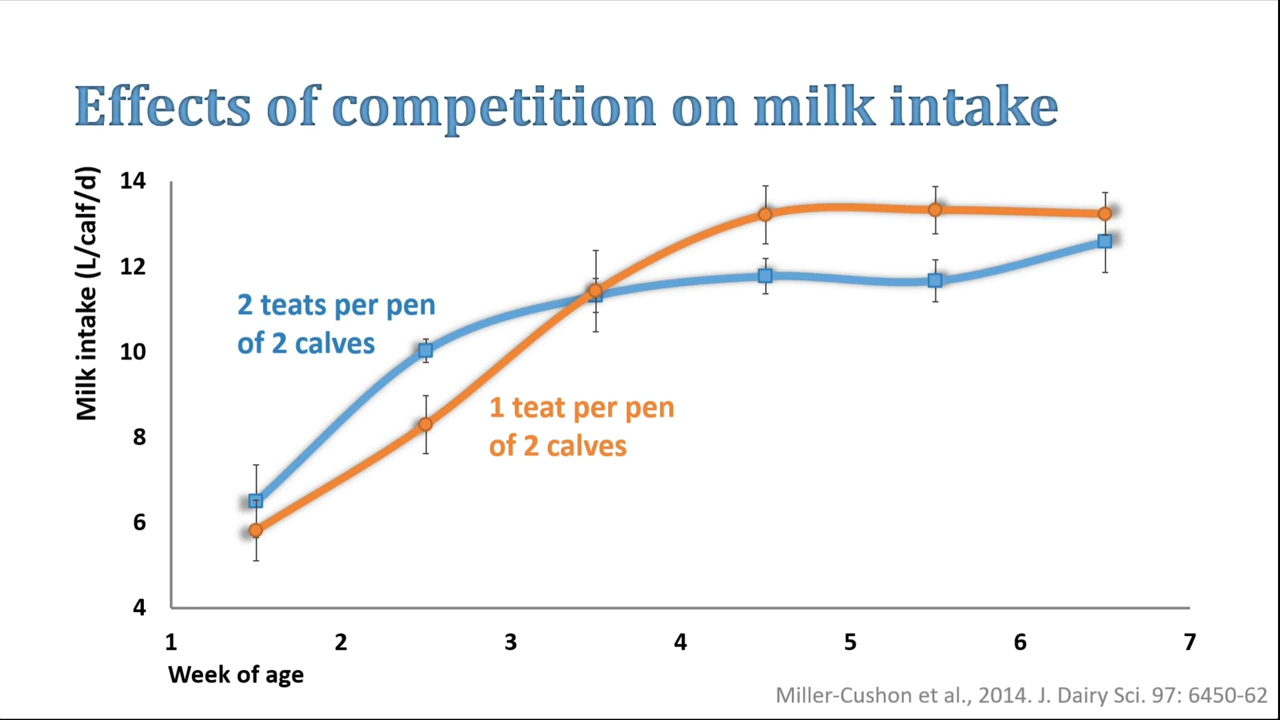 Effects of competition on milk intake
Milk intake (L/calf/d)
14
12
10
8
6
4
2 teats per pen
of 2 calves
1 teat per pen
of 2 calves
1 2 3 4 5 6 7
Week of age
Miller-Cushon et al., 2014. J. Dairy Sci. 97: 6450-62